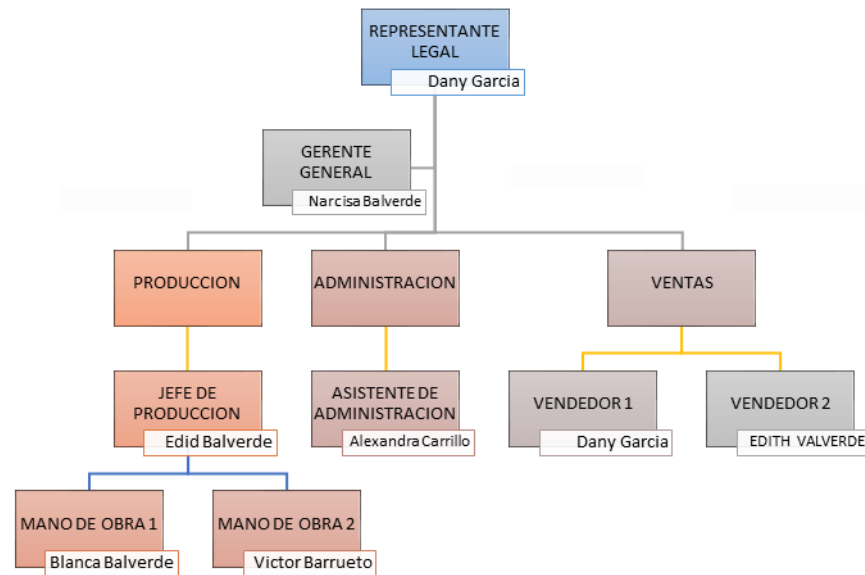 REPRESENTANTE
LEGAL
Dany Garcia
GERENTE
GENERAL
Narcisa Balverde
PRODUCCION
ADMINISTRACION
VENTAS
JEFE DE
PRODUCCION
Edid Balverde
ASISTENTE DE
ADMINISTRACION
Alexandra Carrillo
VENDEDOR 1
Dany Garcia
VENDEDOR 2
EDITH VALVERDE
MANO DE OBRA 1
Blanca Balverde
MANO DE OBRA 2
Victor Barrueto